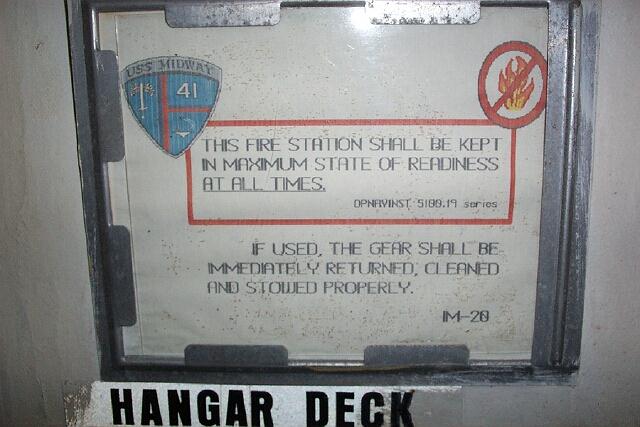 USS MIDWAY
41
THIS FIRE STATION SHALL BE KEPT
IN MAXIMUM STATE OF READINESS
AT ALL TIMES.
OPNAVINST 5100.19 series
IF USED, THE GEAR SHALL BE
IMMEDIATELY RETURNED, CLEANED
AND STOWED PROPERLY.
IM-20
HANGAR DECK